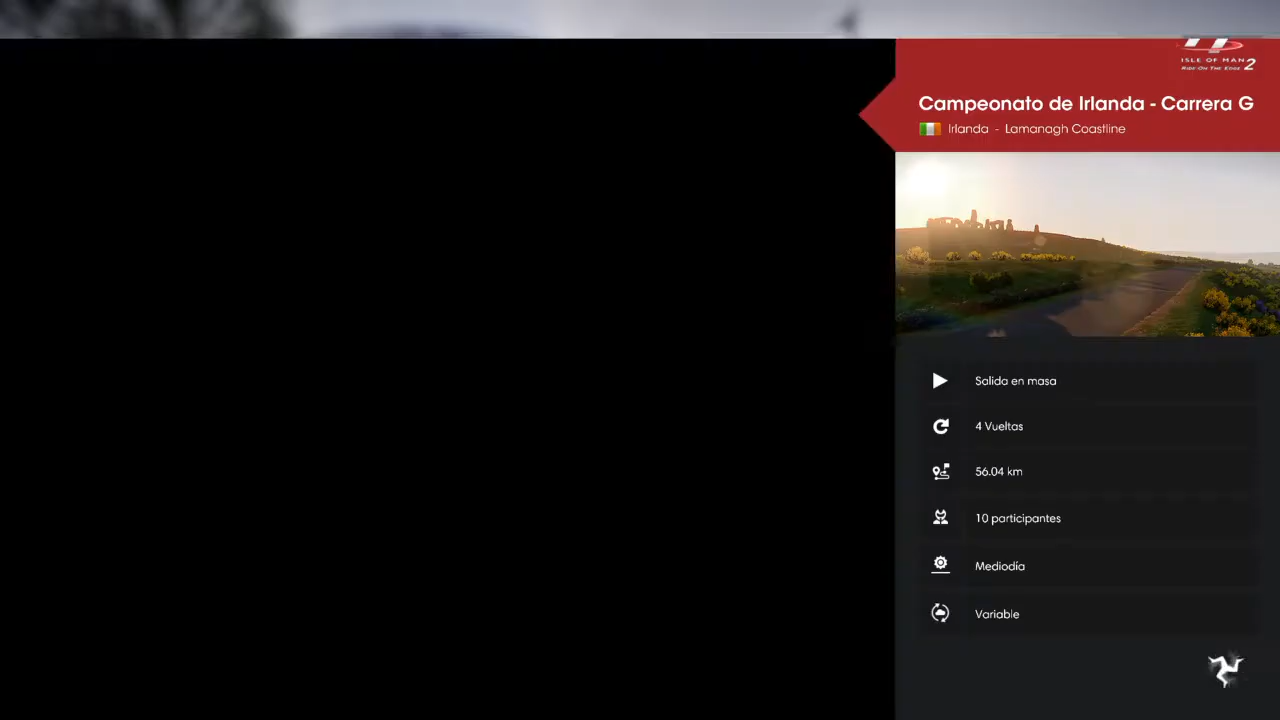 ISLE OF MAN
RIDE ON THE EDGE 2
Campeonato de Irlanda - Carrera G
Irlanda - Lamanagh Coastline
Salida en masa
4 Vueltas
56.04 km
10 participantes
Mediodía
Variable